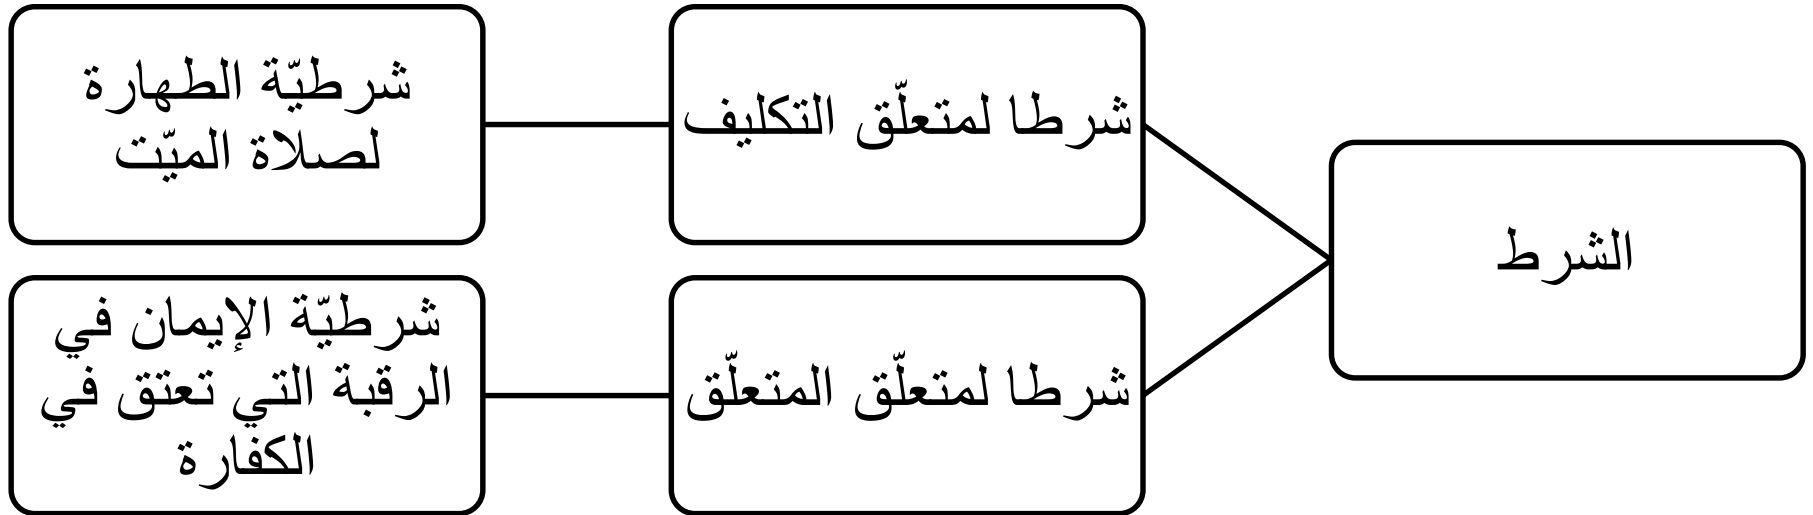 الشرط
شرطا لمتعلّق التكليف
شرطيّة الطهارة
لصلاة الميّت
شرطا لمتعلّق المتعلّق
شرطيّة الإيمان في
الرقبة التي تعتق في
الكفارة